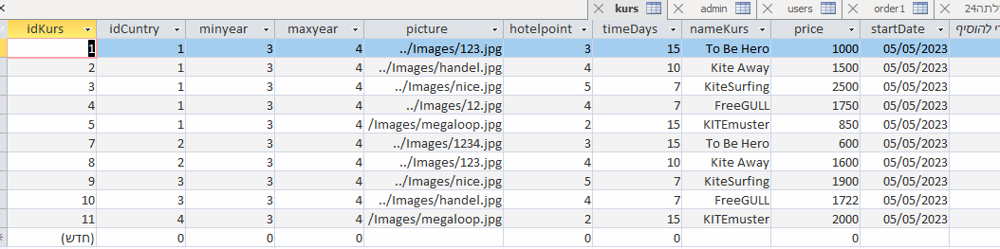 kurs admin users order1 24לתה
idKurs idCuntry minyear maxyear picture hotelpoint timeDays nameKurs price startDate י להוסיף
1 1 3 4 ../Images/123.jpg 3 15 To Be Hero 1000 05/05/2023
2 1 3 4 ../Images/handel.jpg 4 10 Kite Away 1500 05/05/2023
3 1 3 4 ../Images/nice.jpg 5 7 KiteSurfing 2500 05/05/2023
4 1 3 4 ../Images/12.jpg 4 7 FreeGULL 1750 05/05/2023
5 1 3 4 /Images/megaloop.jpg 2 15 KITEmuster 850 05/05/2023
7 2 3 4 ../Images/1234.jpg 3 15 To Be Hero 600 05/05/2023
8 2 3 4 ../Images/123.jpg 4 7 Kite Away 1600 05/05/2023
9 3 3 4 ../Images/nice.jpg 5 7 KiteSurfing 1900 05/05/2023
10 3 3 4 ../Images/handel.jpg 4 7 FreeGULL 1722 05/05/2023
11 4 3 4 /Images/megaloop.jpg 2 15 KITEmuster 2000 05/05/2023
(חדש) 0 0 0 0 0 0